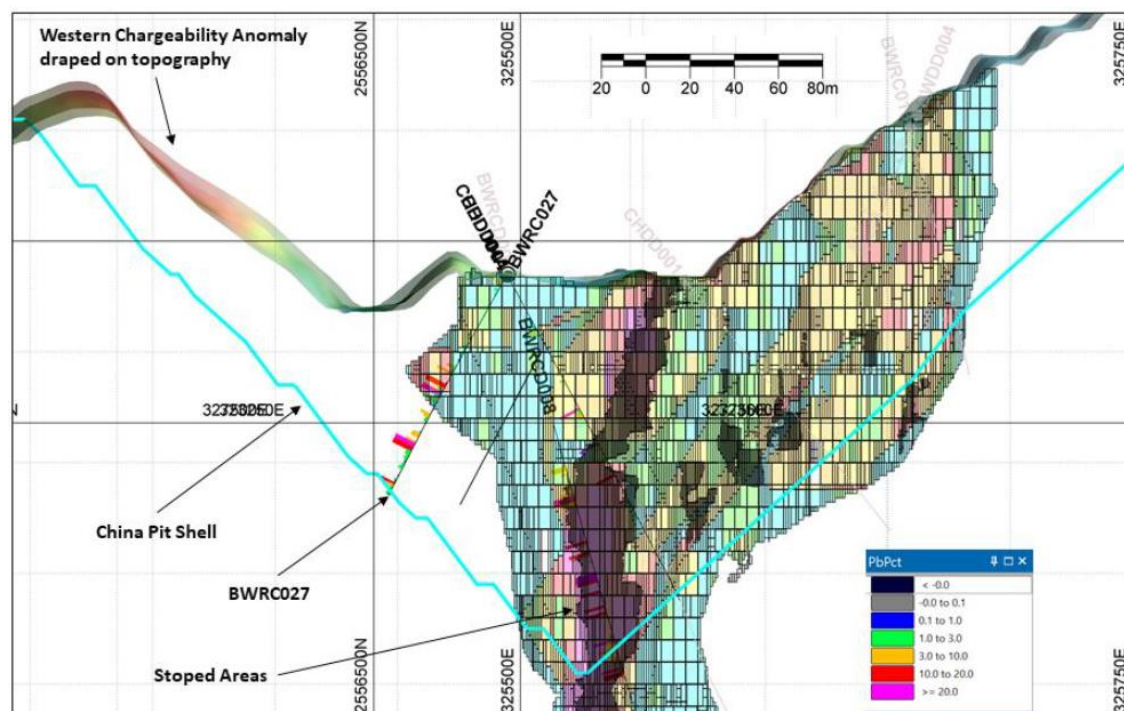 Western Chargeability Anomaly
draped on topography
2556500N
325500E
325750E
20 0 20 40 60 80m
BWDD004
BWRC027
CHDD001
BWRCD008
China Pit Shell
BWRC027
Stoped Areas
2556500N
325500E
325750E
PbPct
< -0.0
-0.0 to 0.1
0.1 to 1.0
1.0 to 3.0
3.0 to 10.0
10.0 to 20.0
>= 20.0